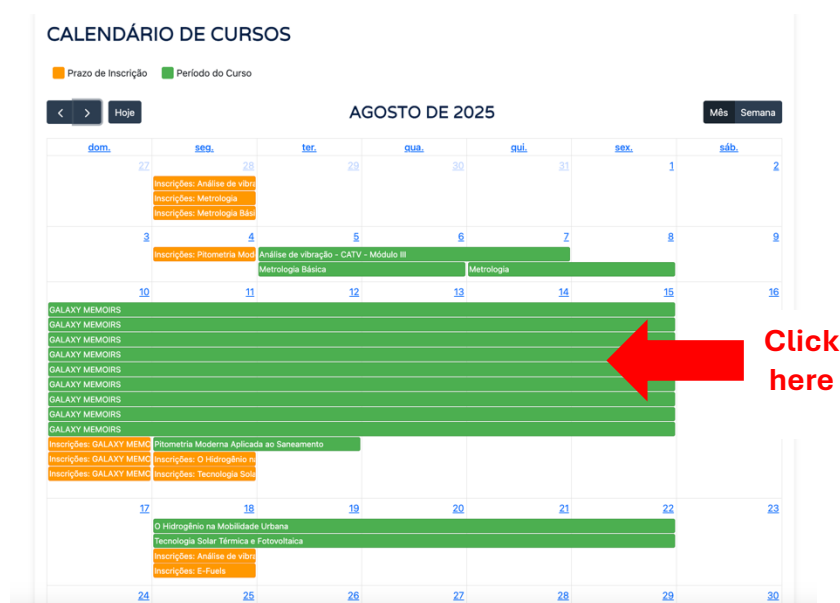 CALENDÁRIO DE CURSOS
Prazo de Inscrição Período do Curso
Hoje AGOSTO DE 2025 Mês Semana
dom. seg. ter. qua. qui. sex. sáb.
27 28 29 30 31 1 2
Inscrições: Análise de vibra
Inscrições: Metrologia
Inscrições: Metrologia Bási
3 4 5 6 7 8 9
Inscrições: Pitometria Mod Análise de vibração - CATV - Módulo III
Metrologia Básica Metrologia
10 11 12 13 14 15 16
GALAXY MEMOIRS
GALAXY MEMOIRS
GALAXY MEMOIRS
GALAXY MEMOIRS
GALAXY MEMOIRS
GALAXY MEMOIRS
GALAXY MEMOIRS
GALAXY MEMOIRS
GALAXY MEMOIRS
Click
here
Inscrições: GALAXY MEMO Pitometria Moderna Aplicada ao Saneamento
Inscrições: GALAXY MEMO Inscrições: O Hidrogênio n
Inscrições: GALAXY MEMO Inscrições: Tecnologia Sola
17 18 19 20 21 22 23
O Hidrogênio na Mobilidade Urbana
Tecnologia Solar Térmica e Fotovoltaica
Inscrições: Análise de vibra
Inscrições: E-Fuels
24 25 26 27 28 29 30